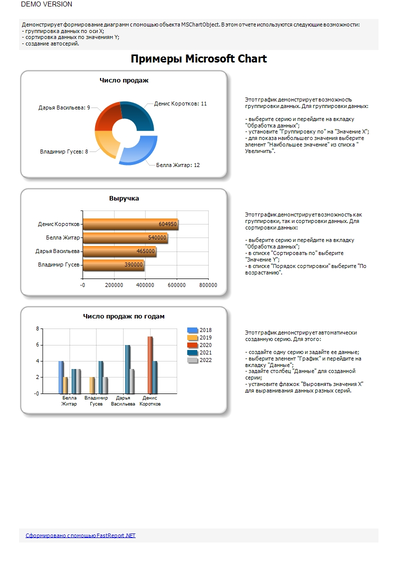 DEMO VERSION
Демонстрирует формирование диаграмм с помощью объекта MSChartObject. В этом отчете используются следующие возможности:
- группировка данных по оси X;
- сортировка данных по значениям Y;
- создание автосерий.
Примеры Microsoft Chart
Число продаж
Дарья Васильева: 9
Денис Коротков: 11
Владимир Гусев: 8
Белла Житар: 12
Этот график демонстрирует возможность
группировки данных. Для группировки
данных:
- выберите серию и перейдите на вкладку
"Обработка данных";
- установите "Группировку по" на "Значение X";
- для показа наибольшего значения выберите
элемент "Наибольшее значение" из списка "
Увеличить".
Выручка
Денис Коротков
604950
Белла Житар
540000
Дарья Васильева
465000
Владимир Гусев
390000
-0 200000 400000 600000 800000
Этот график демонстрирует возможность как
группировки, так и сортировки данных. Для
сортировки данных:
- выберите серию и перейдите на вкладку
"Обработка данных";
- в списке "Сортировать по" выберите
"Значение Y";
- в списке "Порядок сортировки" выберите "По
возрастанию".
Число продаж по годам
8
6
4
2
-0
Белла
Житар
Владимир
Гусев
Дарья
Васильева
Денис
Коротков
2018
2019
2020
2021
2022
Этот график демонстрирует автоматически
созданную серию. Для этого:
- создайте одну серию и задайте ее данные;
- выберите элемент "График" и перейдите на
вкладку "Данные";
- задайте столбец "Данные" для созданной
серии;
- установите флажок "Выровнять значения X"
для выравнивания данных разных серий.
Сформировано с помощью FastReport .NET